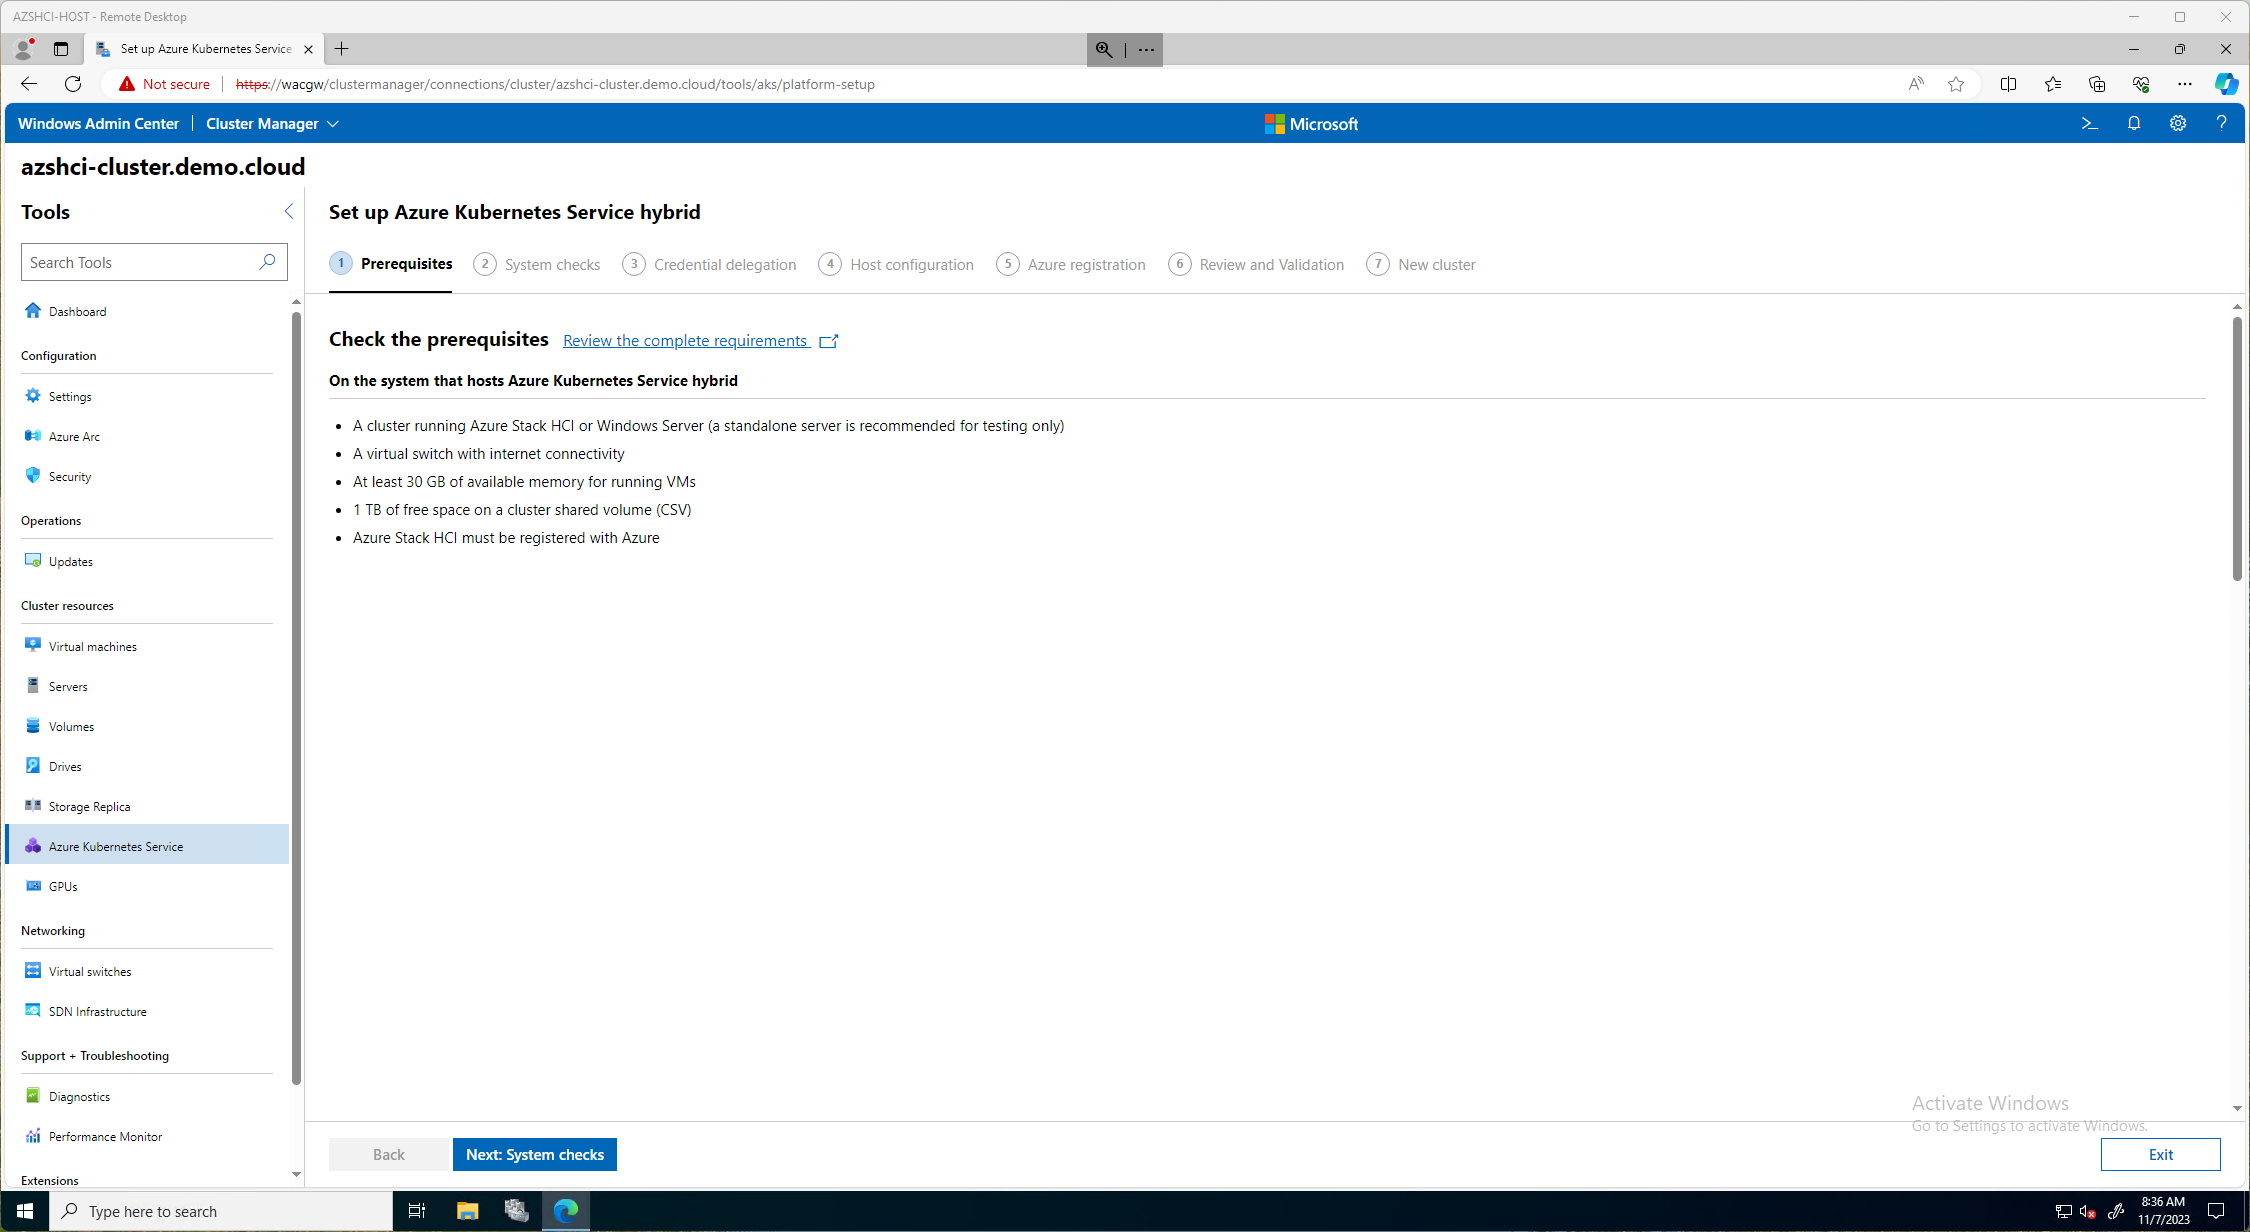 AZSHCI-HOST - Remote Desktop
Set up Azure Kubernetes Service
Not secure
https://wacgw/clustermanager/connections/cluster/azshci-cluster.demo.cloud/tools/aks/platform-setup
Windows Admin Center
Cluster Manager
Microsoft
azshci-cluster.demo.cloud
Tools
Search Tools
Dashboard
Configuration
Settings
Azure Arc
Security
Operations
Updates
Cluster resources
Virtual machines
Servers
Volumes
Drives
Storage Replica
Azure Kubernetes Service
GPUs
Networking
Virtual switches
SDN Infrastructure
Support + Troubleshooting
Diagnostics
Performance Monitor
Extensions
Set up Azure Kubernetes Service hybrid
1 Prerequisites
2 System checks
3 Credential delegation
4 Host configuration
5 Azure registration
6 Review and Validation
7 New cluster
Check the prerequisites
Review the complete requirements
On the system that hosts Azure Kubernetes Service hybrid
• A cluster running Azure Stack HCI or Windows Server (a standalone server is recommended for testing only)
• A virtual switch with internet connectivity
• At least 30 GB of available memory for running VMs
• 1 TB of free space on a cluster shared volume (CSV)
• Azure Stack HCI must be registered with Azure
Activate Windows
Go to Settings to activate Windows.
Back
Next: System checks
Exit
Type here to search
8:36 AM
11/7/2023